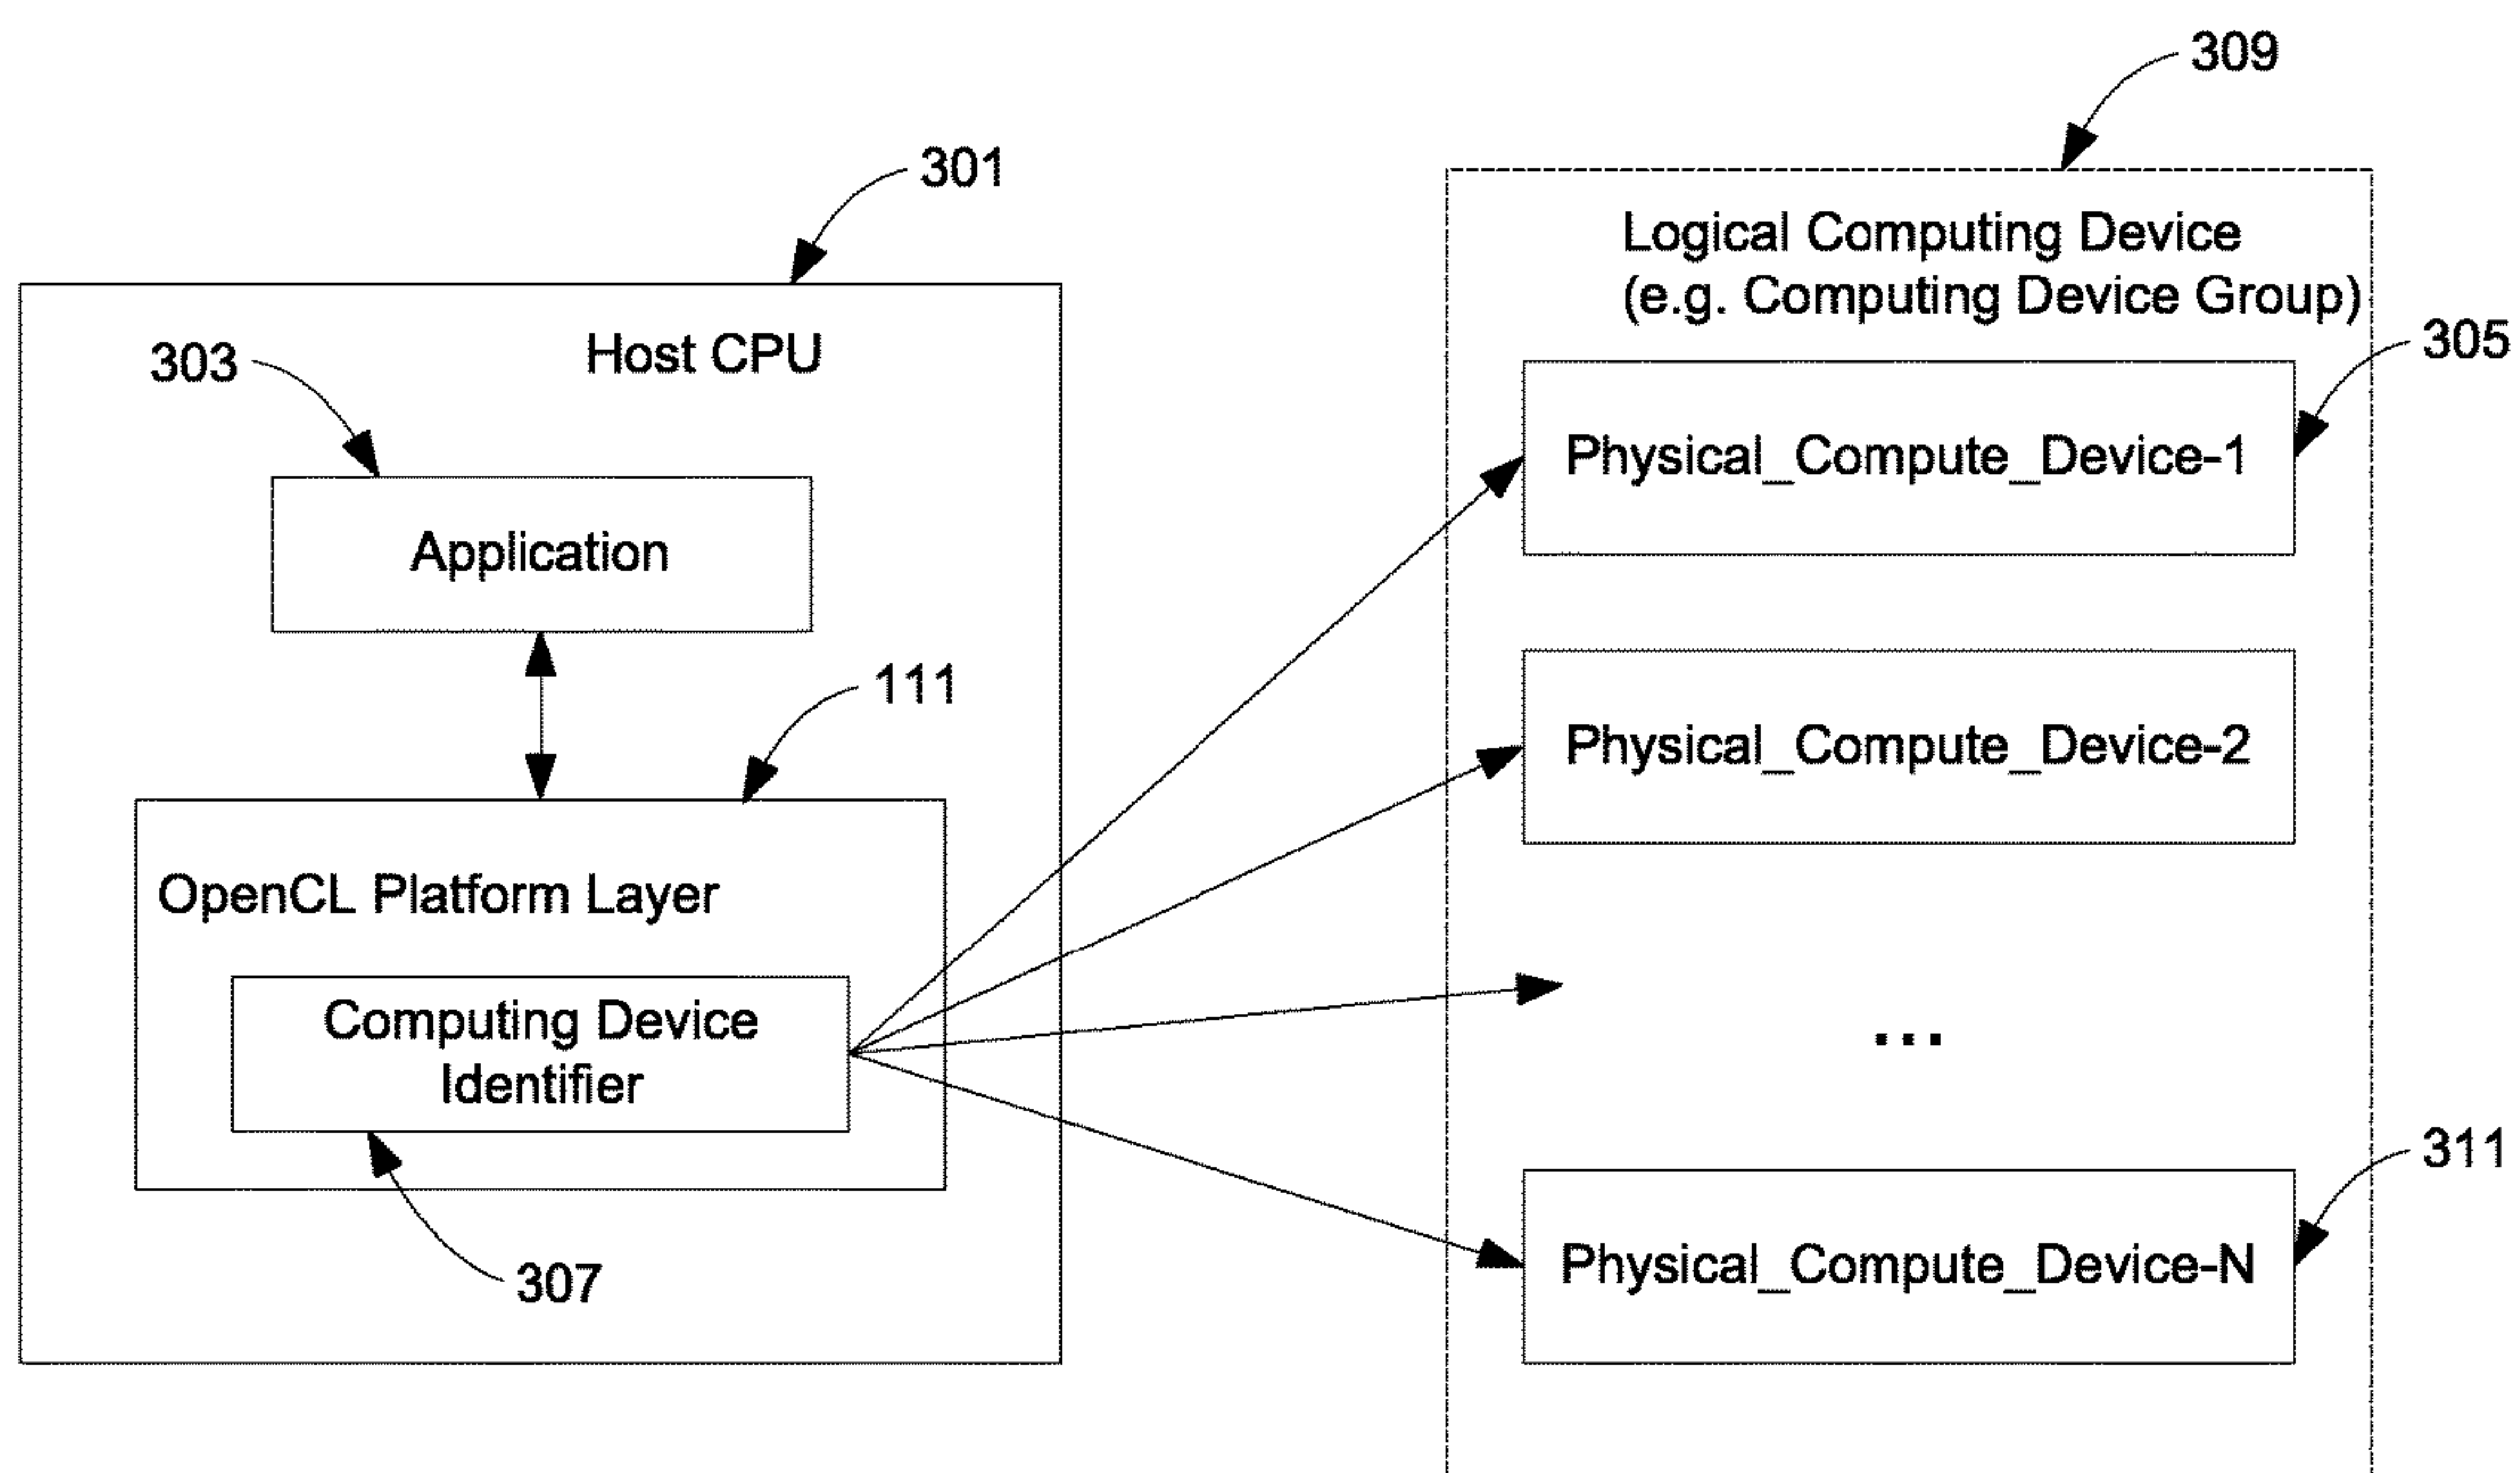 309
301
Logical Computing Device
(e.g. Computing Device Group)
Host CPU
303
305
Physical_Compute_Device-1
Application
111
Physical_Compute_Device-2
OpenCL Platform Layer
Computing Device
Identifier
...
311
307
Physical_Compute_Device-N